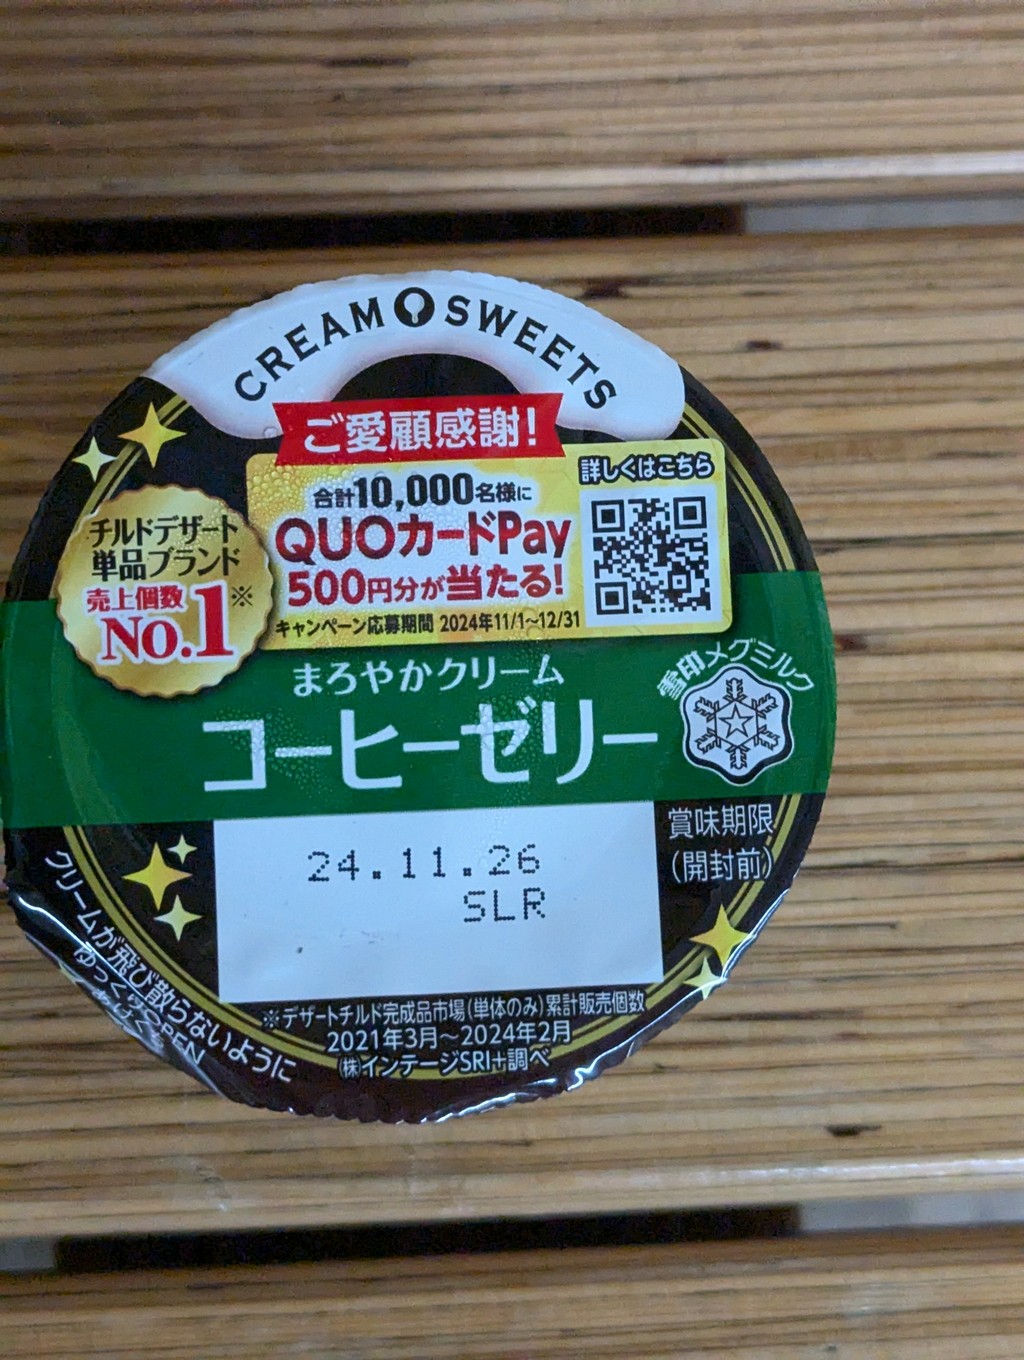 CREAM SWEETS
ご愛顧感謝!
詳しくはこちら
合計10,000名様に
QUOカードPay
500円分が当たる!
キャンペーン応募期間 2024年11/1~12/31
チルドデザート
単品ブランド
売上個数
No.1※
まろやかクリーム
コーヒーゼリー
雪印メグミルク
賞味期限
(開封前)
24.11.26
SLR
クリームが飛び散らないように
ゆっくりOPEN
※デザートチルド完成品市場(単体のみ)累計販売個数
2021年3月~2024年2月
㈱インテージSRI+調べ